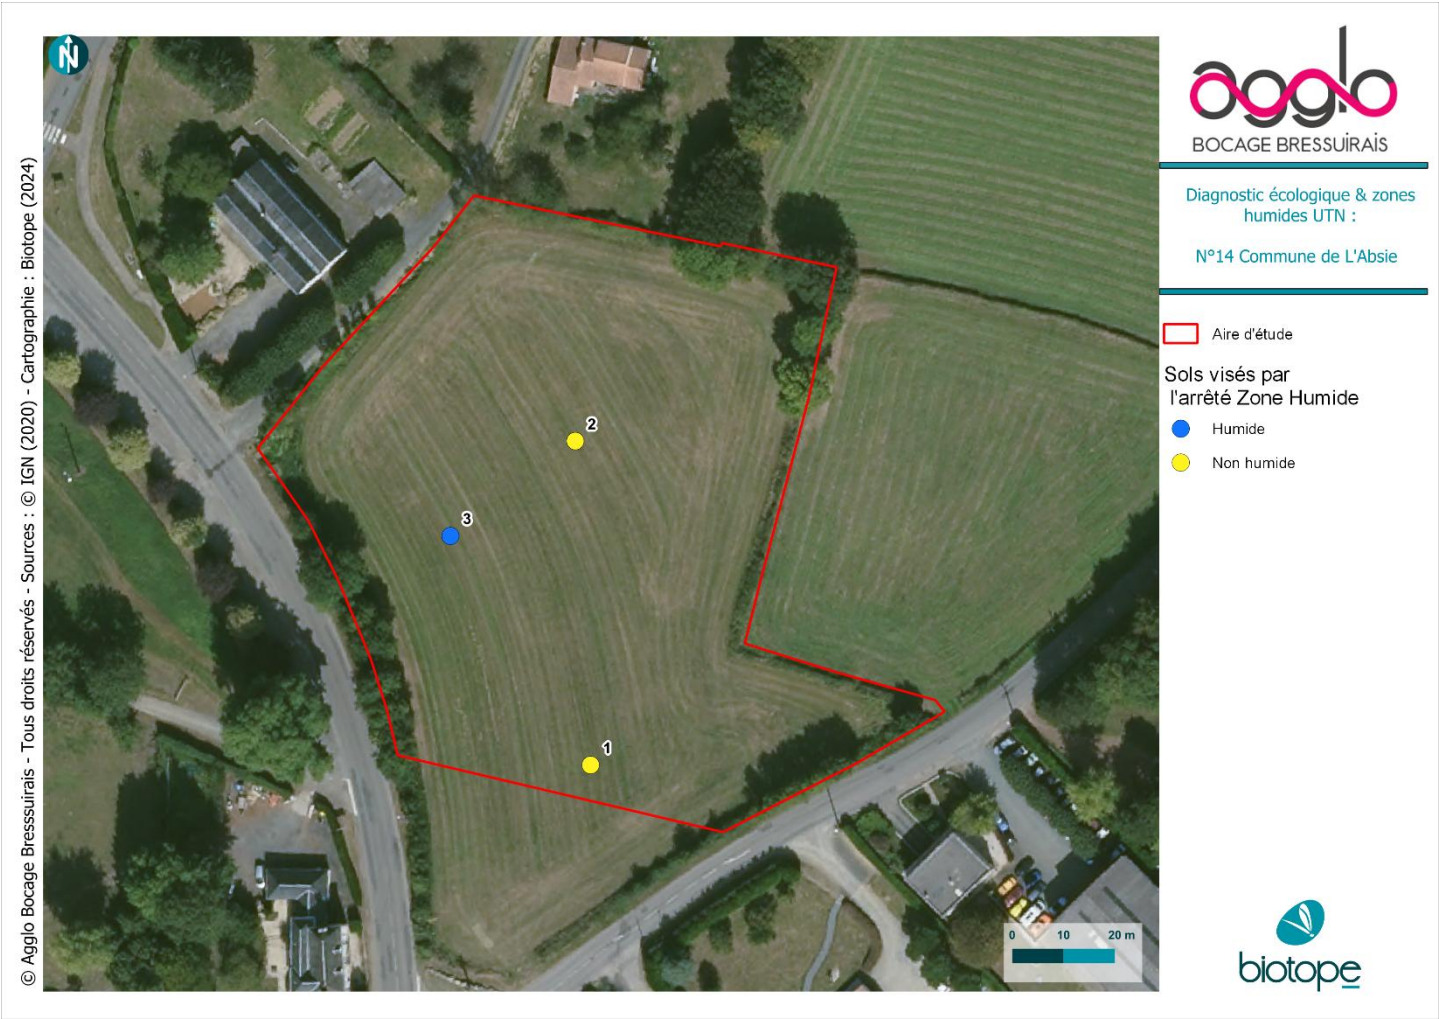 N
© Agglo Bocage Bresssuirais - Tous droits réservés - Sources : © IGN (2020) - Cartographie : Biotope (2024)
2
3
1
0 10 20 m
agglo
BOCAGE BRESSUiRAiS
Diagnostic écologique & zones
humides UTN :
N°14 Commune de L'Absie
Aire d'étude
Sols visés par
l'arrêté Zone Humide
Humide
Non humide
biotope